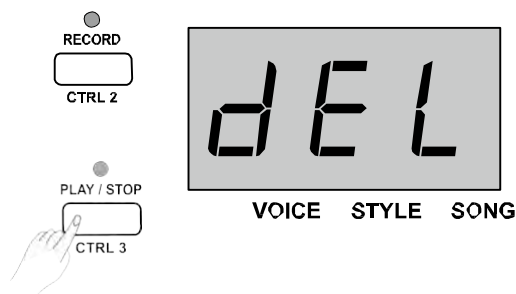 RECORD
CTRL 2
dEL
PLAY / STOP
CTRL 3
VOICE STYLE SONG